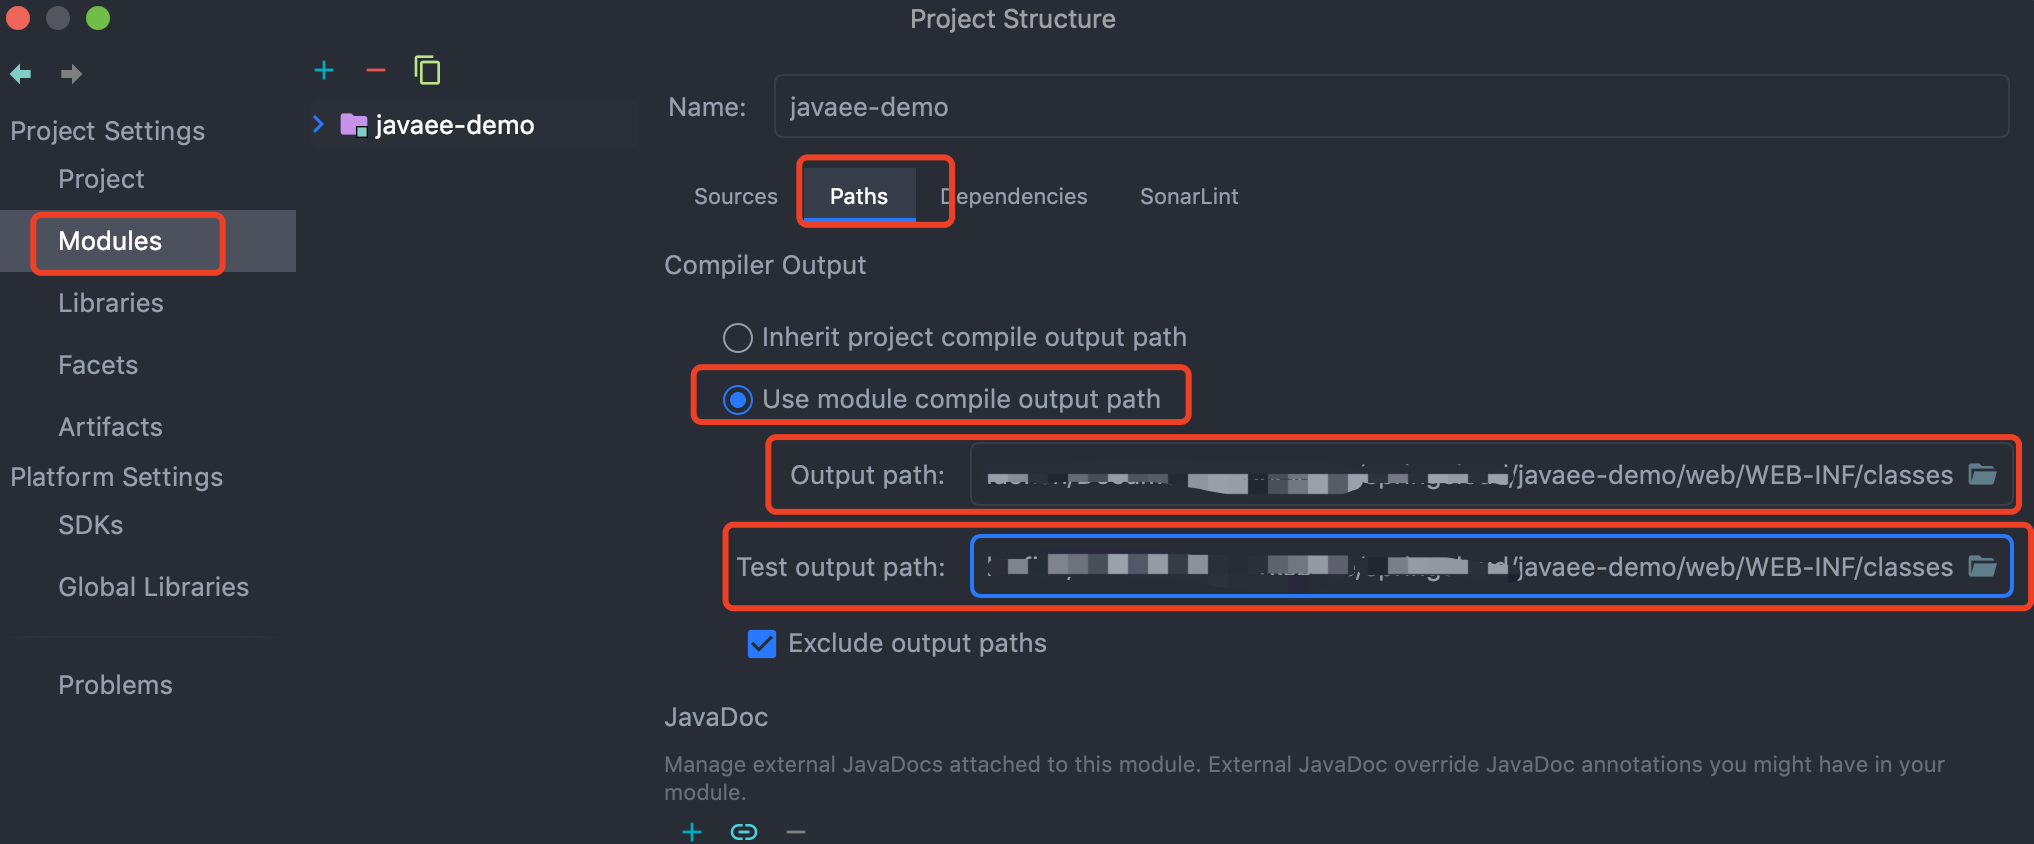 Project Structure
Project Settings
Project
Modules
Libraries
Facets
Artifacts
Platform Settings
SDKs
Global Libraries
Problems
javaee-demo
Name: javaee-demo
Sources Paths Dependencies SonarLint
Compiler Output
Inherit project compile output path
Use module compile output path
Output path: /javaee-demo/web/WEB-INF/classes
Test output path: /javaee-demo/web/WEB-INF/classes
Exclude output paths
JavaDoc
Manage external JavaDocs attached to this module. External JavaDoc override JavaDoc annotations you might have in your
module.